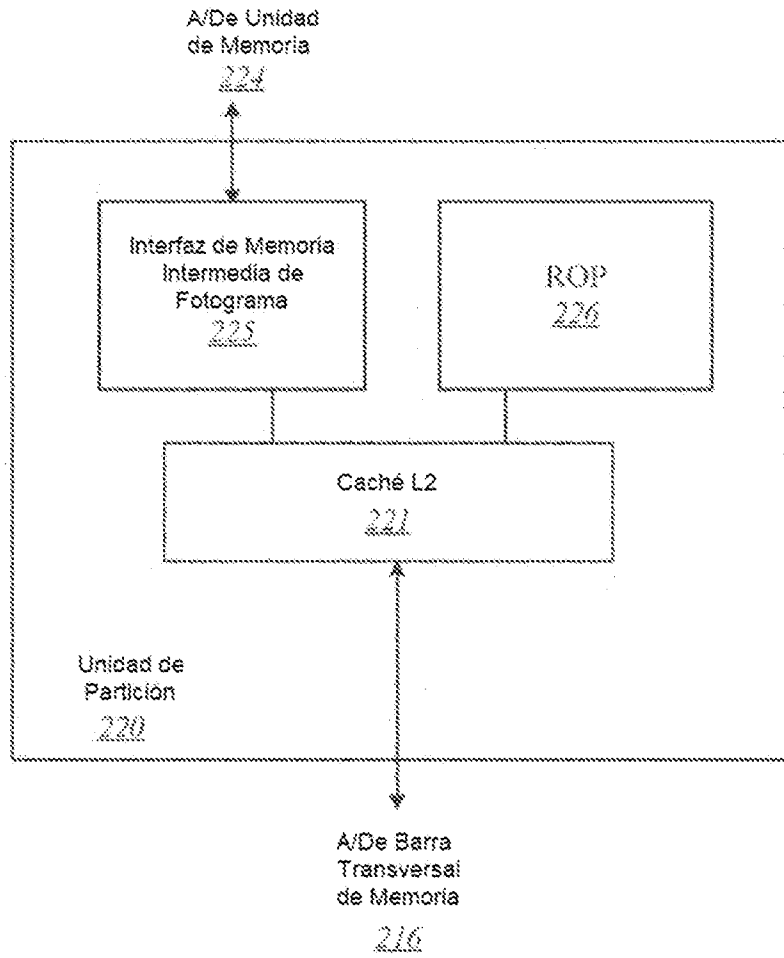 A/De Unidad
de Memoria
224
Interfaz de Memoria
Intermedia de
Fotograma
225
ROP
226
Caché L2
221
Unidad de
Partición
220
A/De Barra
Transversal
de Memoria
216